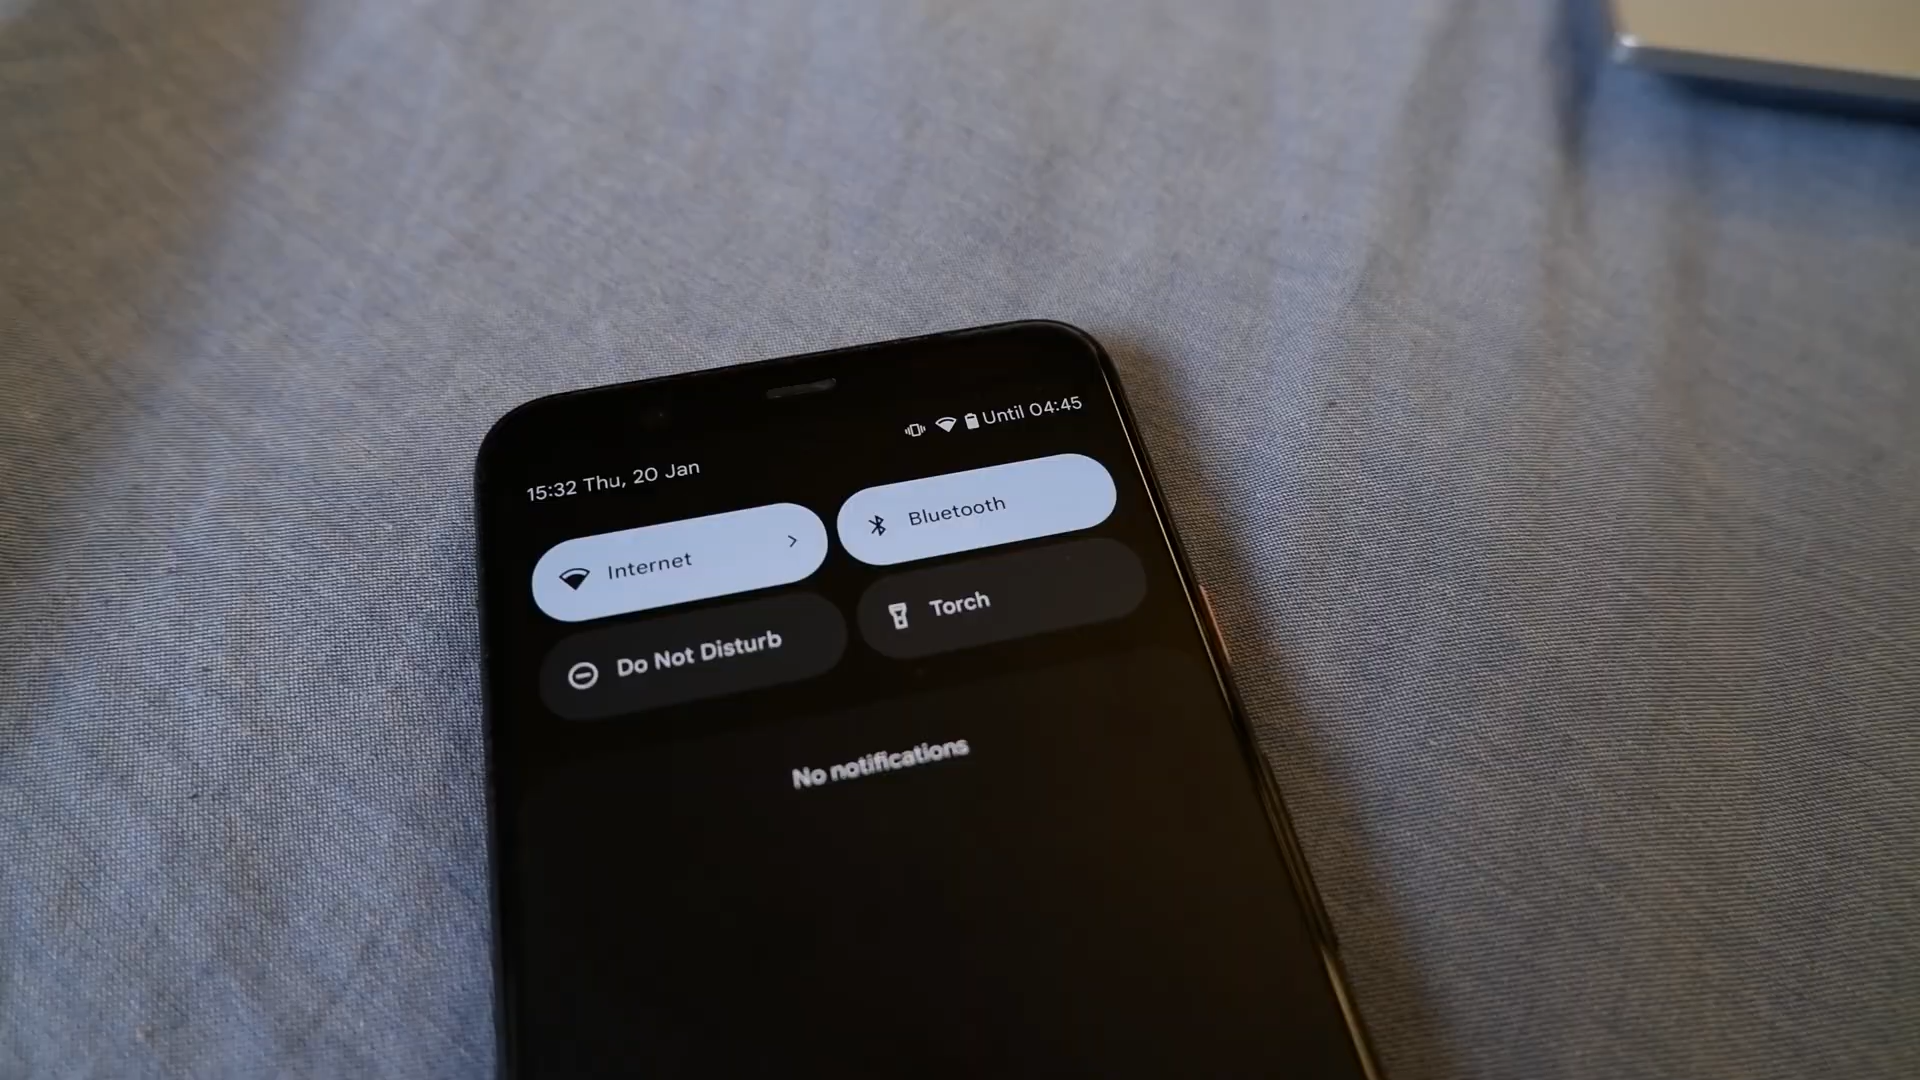 Until 04:45
15:32 Thu, 20 Jan
Internet
Bluetooth
Do Not Disturb
Torch
No notifications